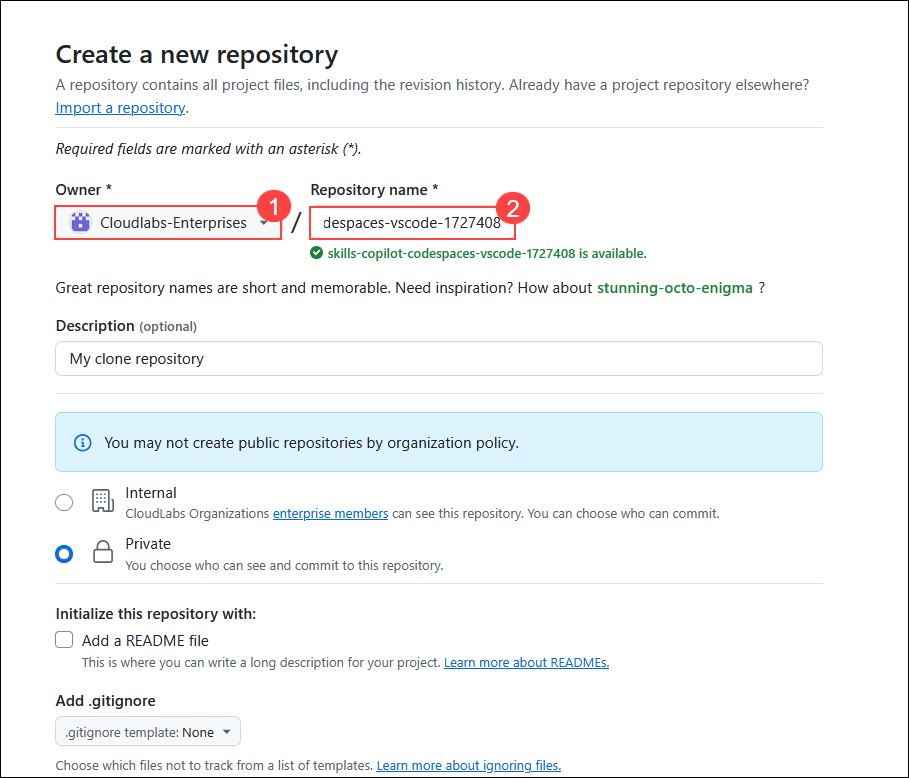 Create a new repository
A repository contains all project files, including the revision history. Already have a project repository elsewhere?
Import a repository.
Required fields are marked with an asterisk (*).
Owner *
Repository name *
1
2
Cloudlabs-Enterprises
/
despaces-vscode-1727408
skills-copilot-codespaces-vscode-1727408 is available.
Great repository names are short and memorable. Need inspiration? How about stunning-octo-enigma ?
Description (optional)
My clone repository
You may not create public repositories by organization policy.
Internal
CloudLabs Organizations enterprise members can see this repository. You can choose who can commit.
Private
You choose who can see and commit to this repository.
Initialize this repository with:
Add a README file
This is where you can write a long description for your project. Learn more about READMEs.
Add .gitignore
.gitignore template: None
Choose which files not to track from a list of templates. Learn more about ignoring files.